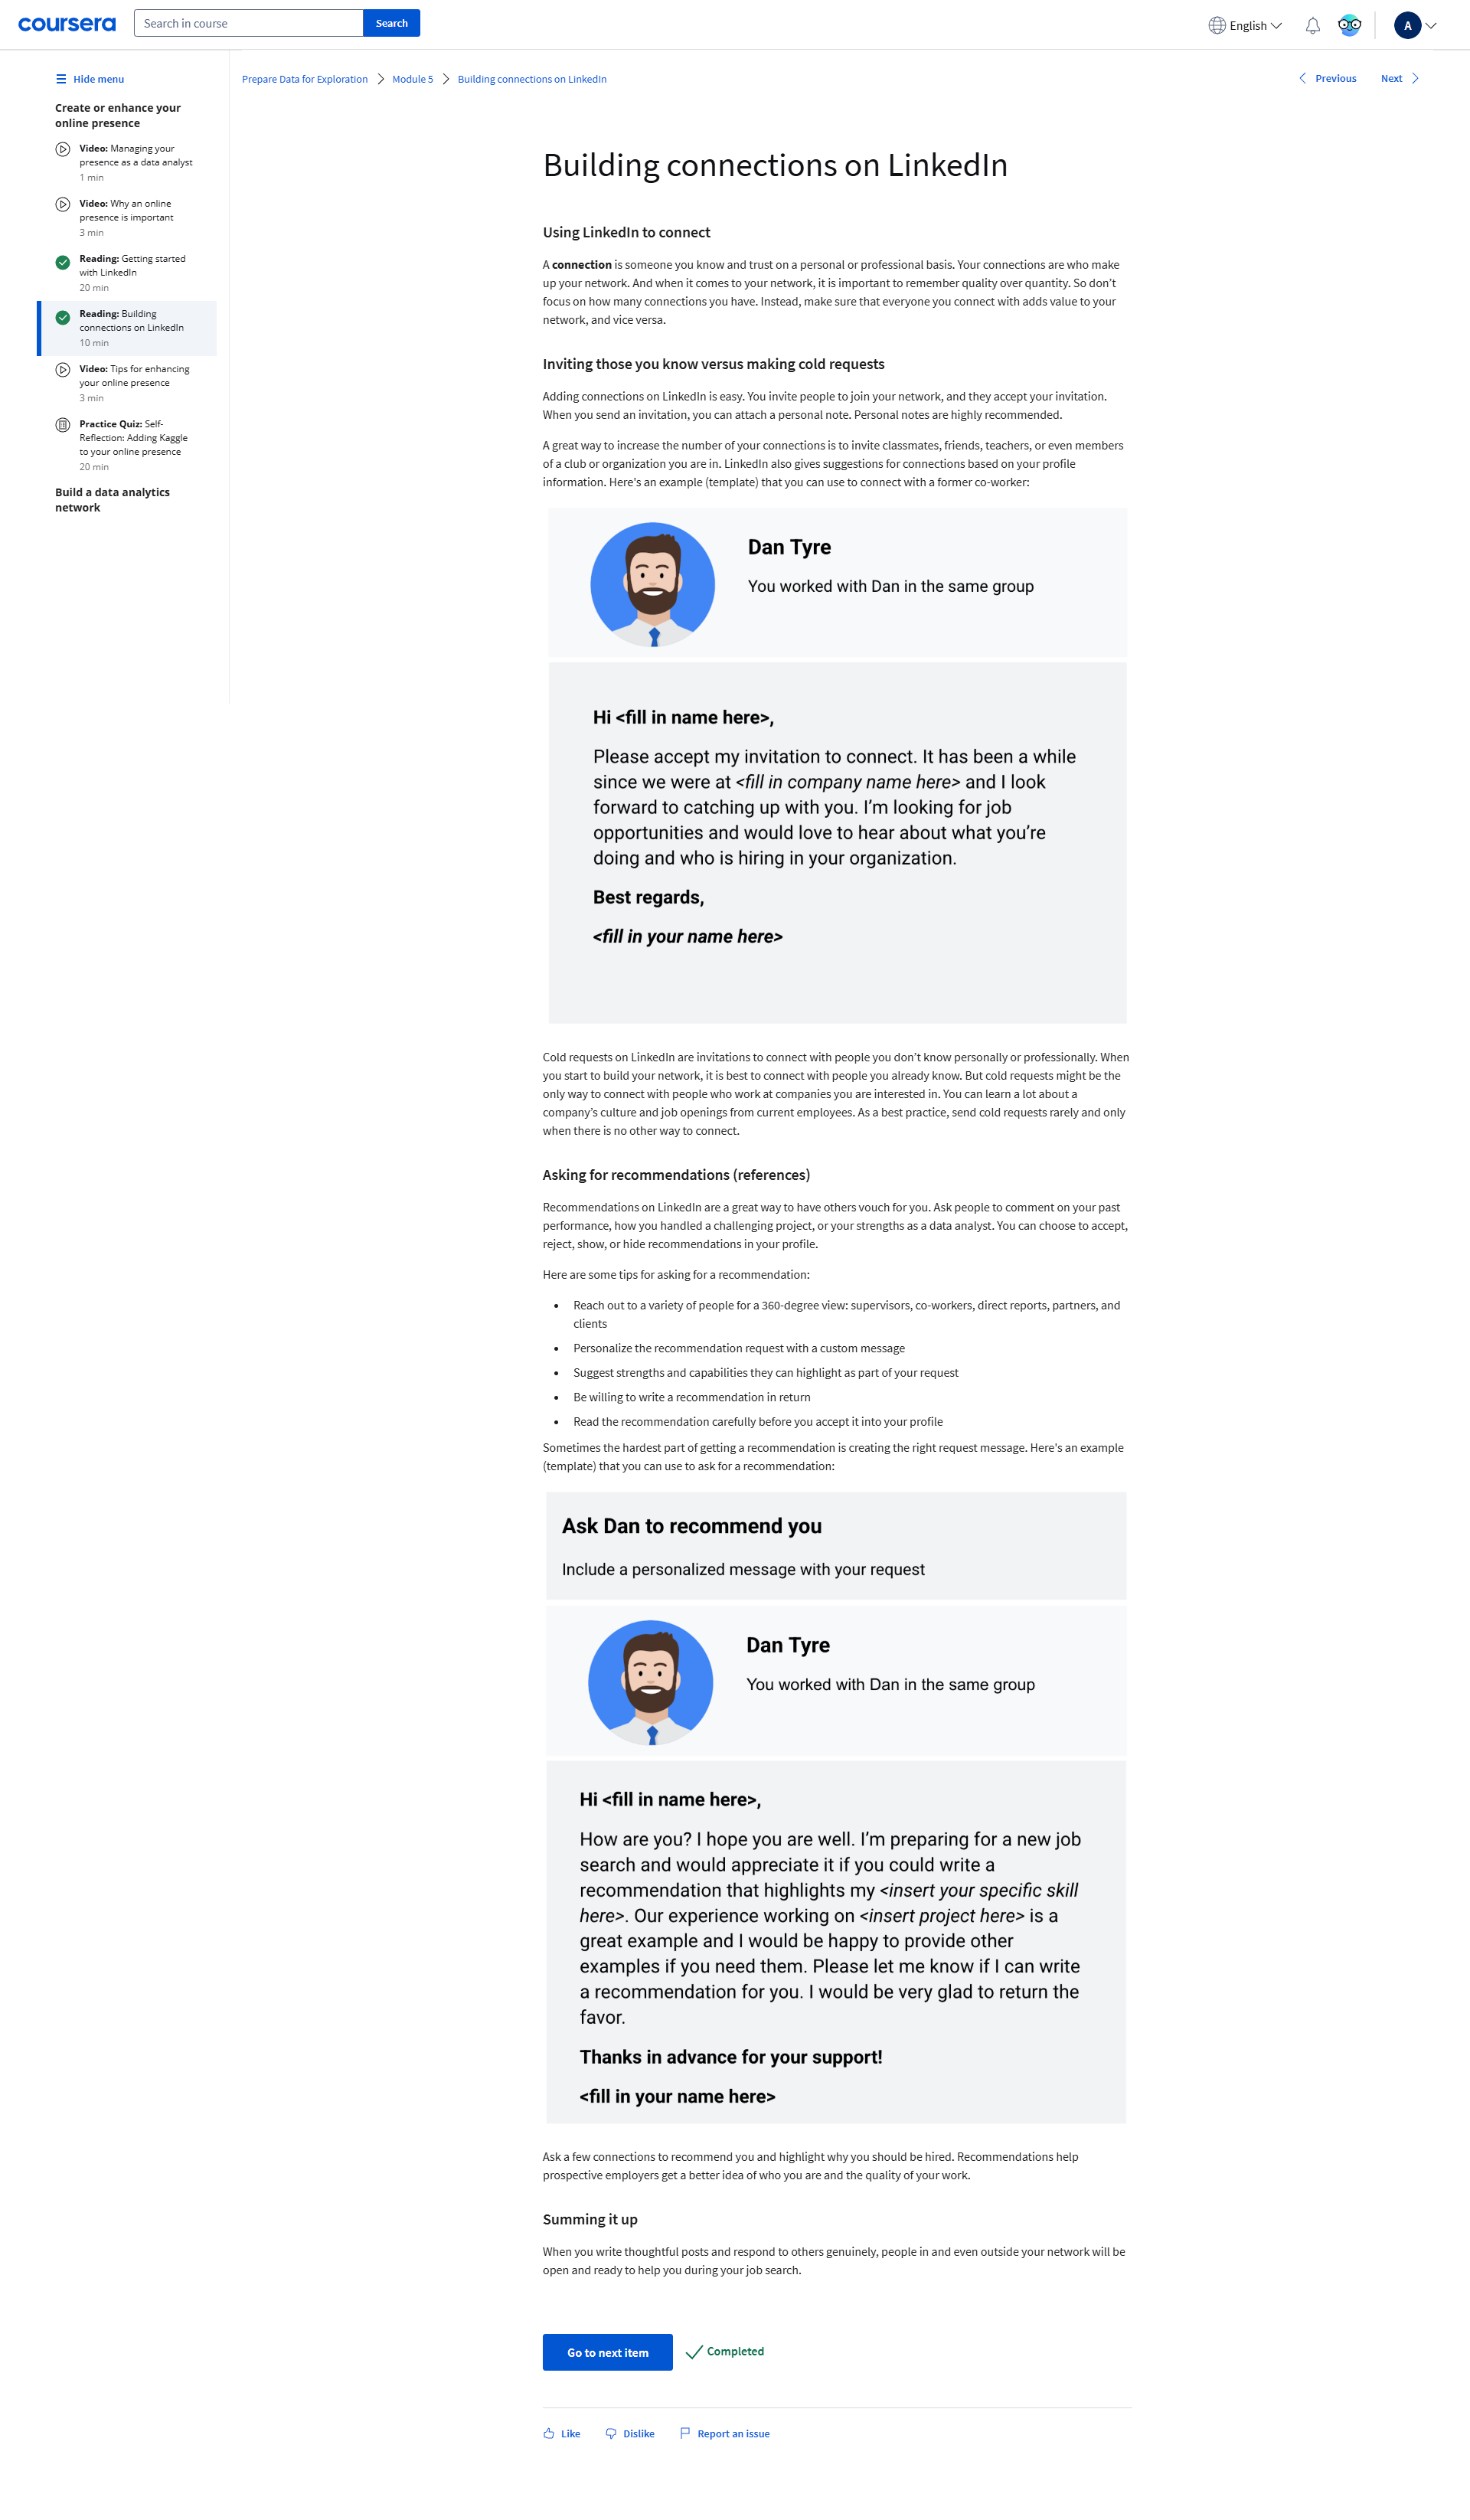 coursera
Search in course
Search
English
A
Hide menu
Prepare Data for Exploration
Module 5
Building connections on LinkedIn
Previous
Next
Create or enhance your
online presence
Video: Managing your
presence as a data analyst
1 min
Video: Why an online
presence is important
3 min
Reading: Getting started
with LinkedIn
20 min
Reading: Building
connections on LinkedIn
10 min
Video: Tips for enhancing
your online presence
3 min
Practice Quiz: Self-
Reflection: Adding Kaggle
to your online presence
20 min
Build a data analytics
network
Building connections on LinkedIn
Using LinkedIn to connect
A connection is someone you know and trust on a personal or professional basis. Your connections are who make
up your network. And when it comes to your network, it is important to remember quality over quantity. So don’t
focus on how many connections you have. Instead, make sure that everyone you connect with adds value to your
network, and vice versa.
Inviting those you know versus making cold requests
Adding connections on LinkedIn is easy. You invite people to join your network, and they accept your invitation.
When you send an invitation, you can attach a personal note. Personal notes are highly recommended.
A great way to increase the number of your connections is to invite classmates, friends, teachers, or even members
of a club or organization you are in. LinkedIn also gives suggestions for connections based on your profile
information. Here's an example (template) that you can use to connect with a former co-worker:
Dan Tyre
You worked with Dan in the same group
Hi <fill in name here>,
Please accept my invitation to connect. It has been a while
since we were at <fill in company name here> and I look
forward to catching up with you. I’m looking for job
opportunities and would love to hear about what you’re
doing and who is hiring in your organization.
Best regards,
<fill in your name here>
Cold requests on LinkedIn are invitations to connect with people you don’t know personally or professionally. When
you start to build your network, it is best to connect with people you already know. But cold requests might be the
only way to connect with people who work at companies you are interested in. You can learn a lot about a
company’s culture and job openings from current employees. As a best practice, send cold requests rarely and only
when there is no other way to connect.
Asking for recommendations (references)
Recommendations on LinkedIn are a great way to have others vouch for you. Ask people to comment on your past
performance, how you handled a challenging project, or your strengths as a data analyst. You can choose to accept,
reject, show, or hide recommendations in your profile.
Here are some tips for asking for a recommendation:
• Reach out to a variety of people for a 360-degree view: supervisors, co-workers, direct reports, partners, and
clients
• Personalize the recommendation request with a custom message
• Suggest strengths and capabilities they can highlight as part of your request
• Be willing to write a recommendation in return
• Read the recommendation carefully before you accept it into your profile
Sometimes the hardest part of getting a recommendation is creating the right request message. Here's an example
(template) that you can use to ask for a recommendation:
Ask Dan to recommend you
Include a personalized message with your request
Dan Tyre
You worked with Dan in the same group
Hi <fill in name here>,
How are you? I hope you are well. I’m preparing for a new job
search and would appreciate it if you could write a
recommendation that highlights my <insert your specific skill
here>. Our experience working on <insert project here> is a
great example and I would be happy to provide other
examples if you need them. Please let me know if I can write
a recommendation for you. I would be very glad to return the
favor.
Thanks in advance for your support!
<fill in your name here>
Ask a few connections to recommend you and highlight why you should be hired. Recommendations help
prospective employers get a better idea of who you are and the quality of your work.
Summing it up
When you write thoughtful posts and respond to others genuinely, people in and even outside your network will be
open and ready to help you during your job search.
Go to next item
Completed
Like
Dislike
Report an issue